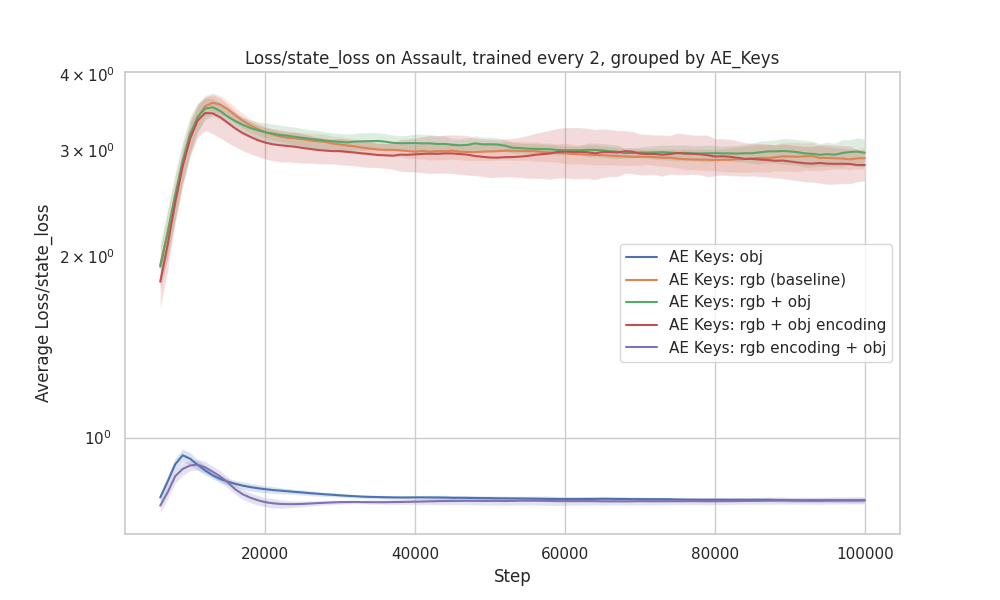 Loss/state_loss on Assault, trained every 2, grouped by AE_Keys
4 × 10⁰
3 × 10⁰
2 × 10⁰
10⁰
Average Loss/state_loss
AE Keys: obj
AE Keys: rgb (baseline)
AE Keys: rgb + obj
AE Keys: rgb + obj encoding
AE Keys: rgb encoding + obj
20000 40000 60000 80000 100000
Step